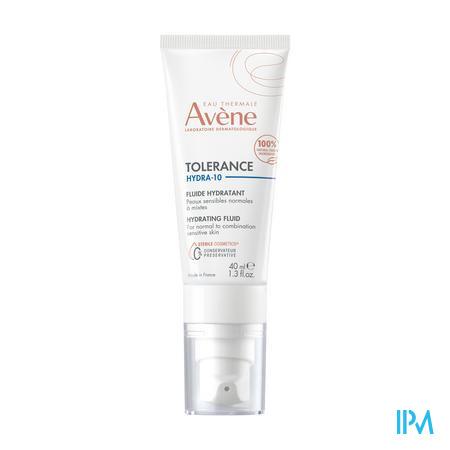 EAU THERMALE
Avène
LABORATOIRE DERMATOLOGIQUE
100%
TOLERANCE
HYDRA-10
FLUIDE HYDRATANT
Peaux sensibles normales
à mixtes
HYDRATING FLUID
For normal to combination
sensitive skin
STERILE COSMETICS®
0%
CONSERVATEUR
PRESERVATIVE
Made in France
40 ml ℮
1.3 fl.oz.
IPM